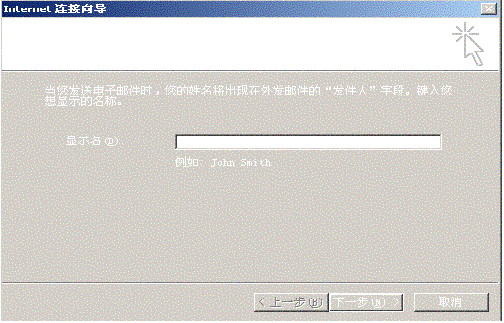 Internet 连接向导
当您发送电子邮件时，您的姓名将出现在外发邮件的“发件人”字段。键入您
想显示的名称。
显示名(D):
例如: John Smith
< 上一步(B) 下一步(N) > 取消